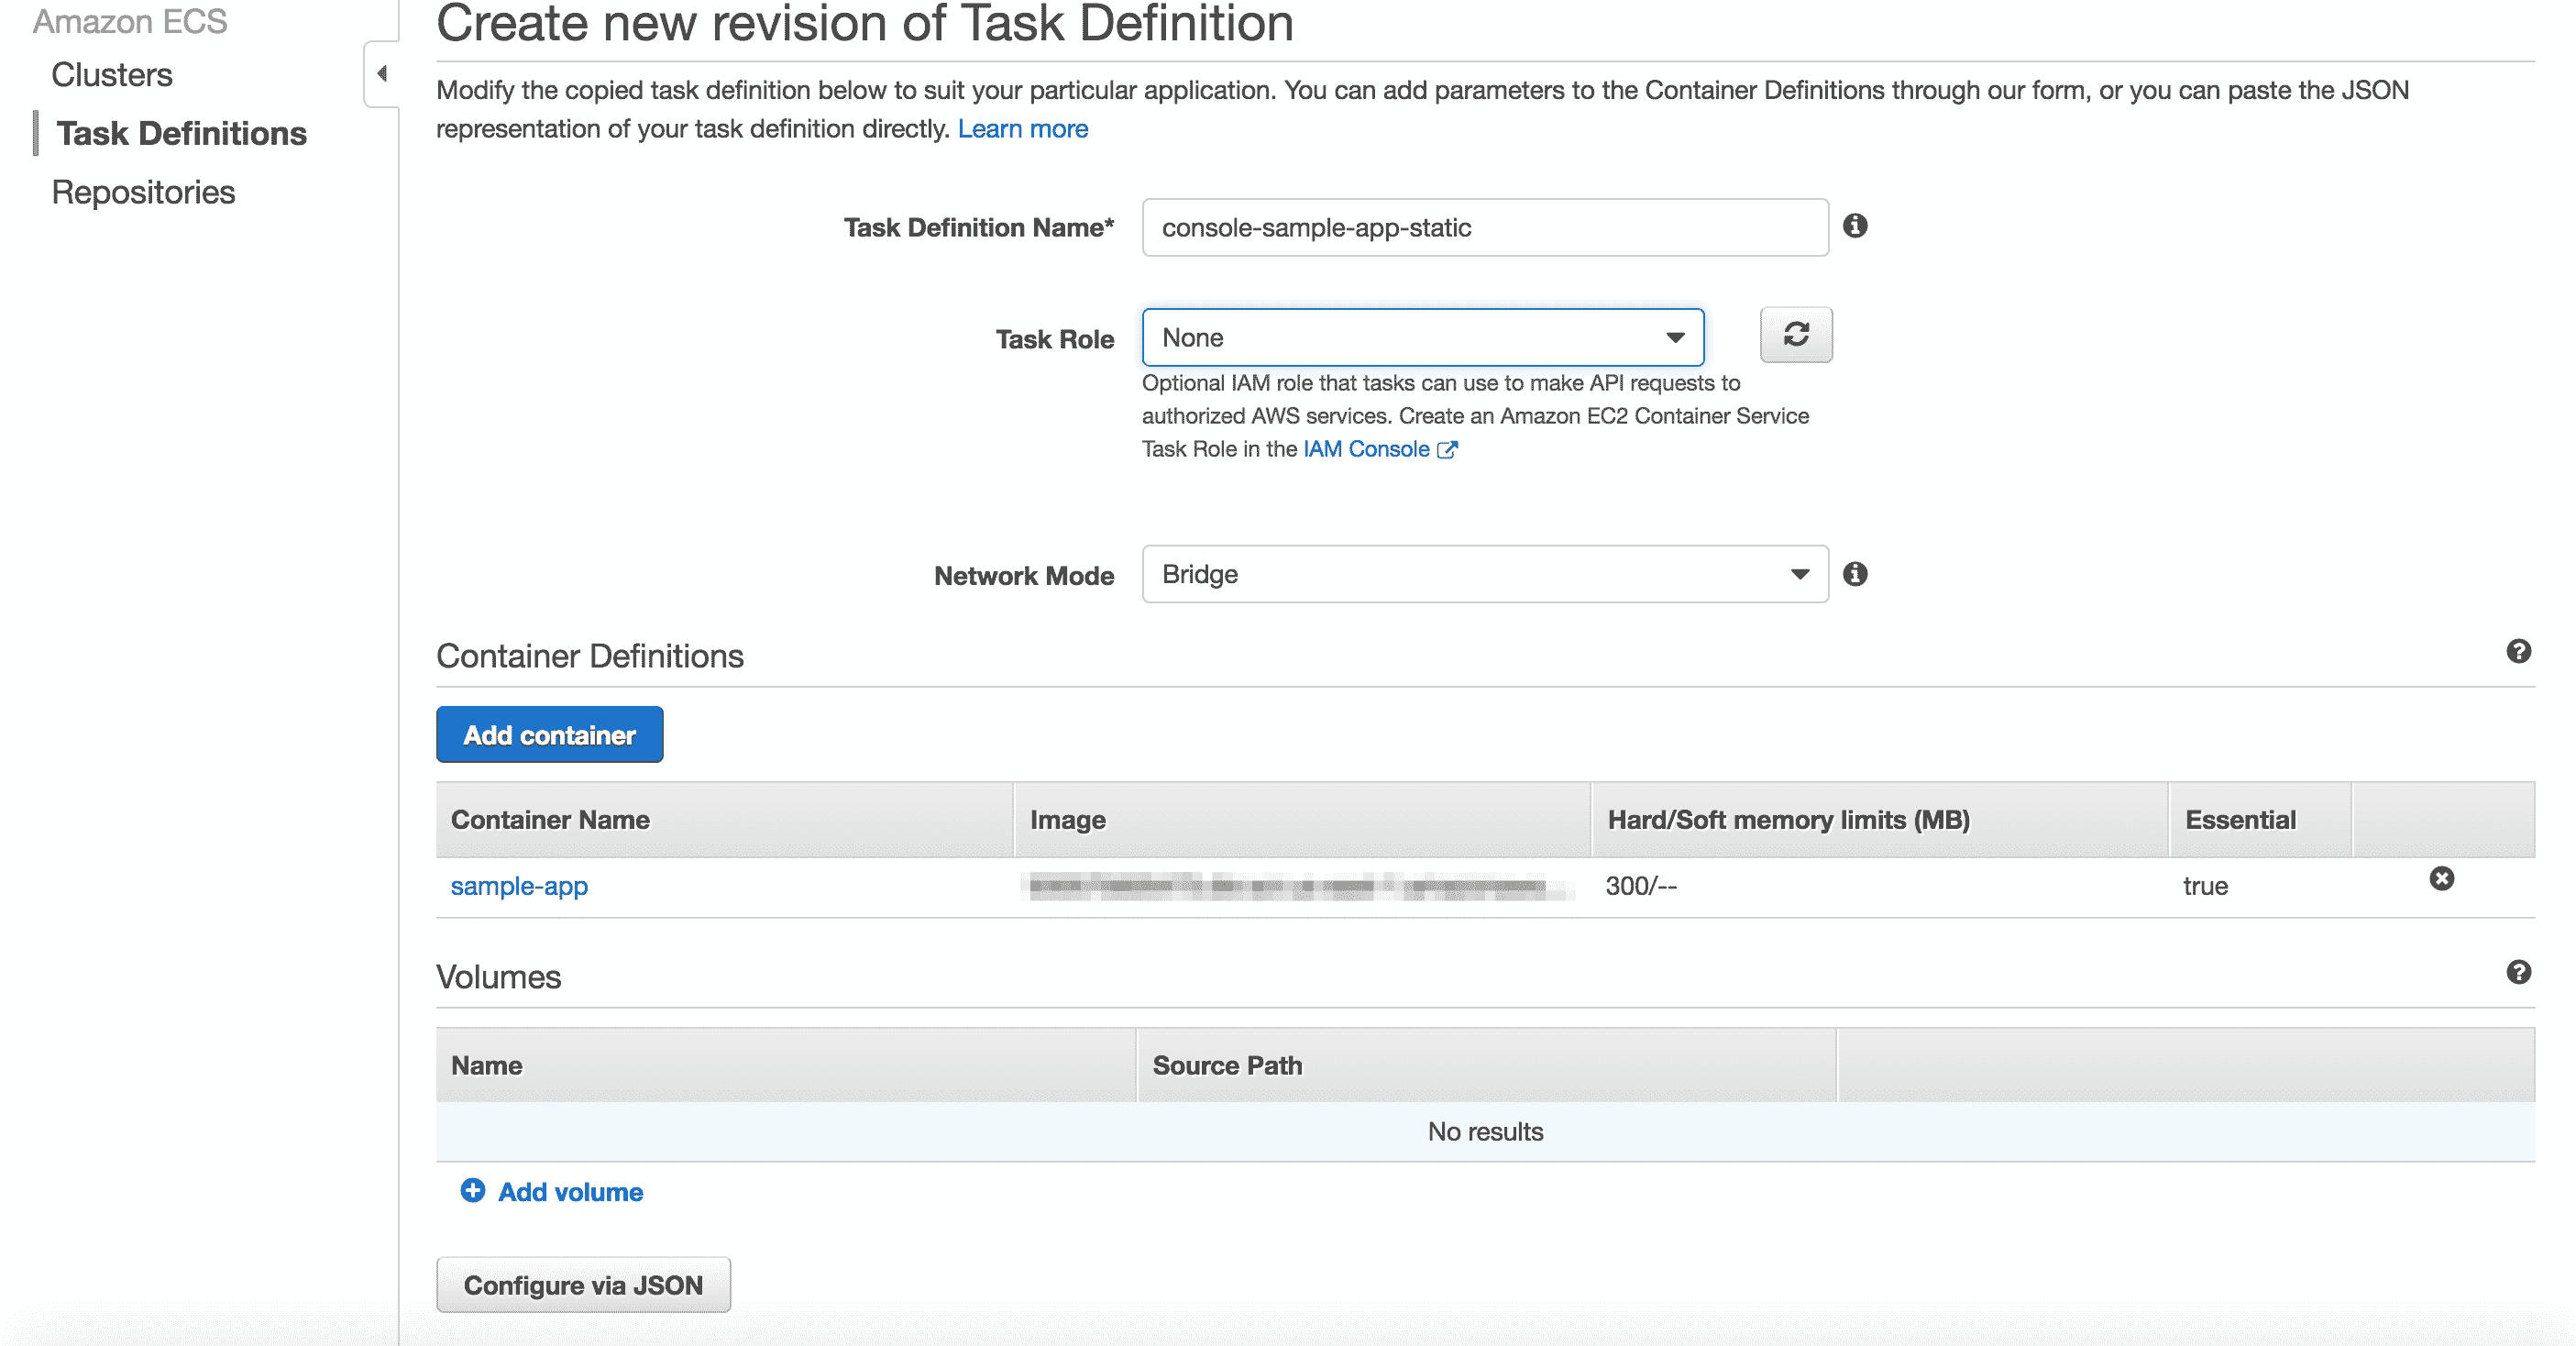 Amazon ECS
Clusters
Task Definitions
Repositories
Create new revision of Task Definition
Modify the copied task definition below to suit your particular application. You can add parameters to the Container Definitions through our form, or you can paste the JSON
representation of your task definition directly. Learn more
Task Definition Name* console-sample-app-static
Task Role None
Optional IAM role that tasks can use to make API requests to
authorized AWS services. Create an Amazon EC2 Container Service
Task Role in the IAM Console
Network Mode Bridge
Container Definitions
Add container
Container Name Image Hard/Soft memory limits (MB) Essential
sample-app 300/-- true
Volumes
Name Source Path
No results
Add volume
Configure via JSON